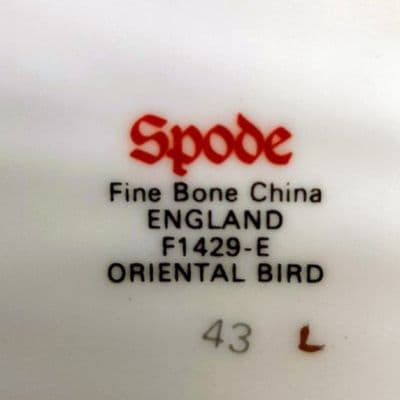 Spode
Fine Bone China
ENGLAND
F1429-E
ORIENTAL BIRD
43 L